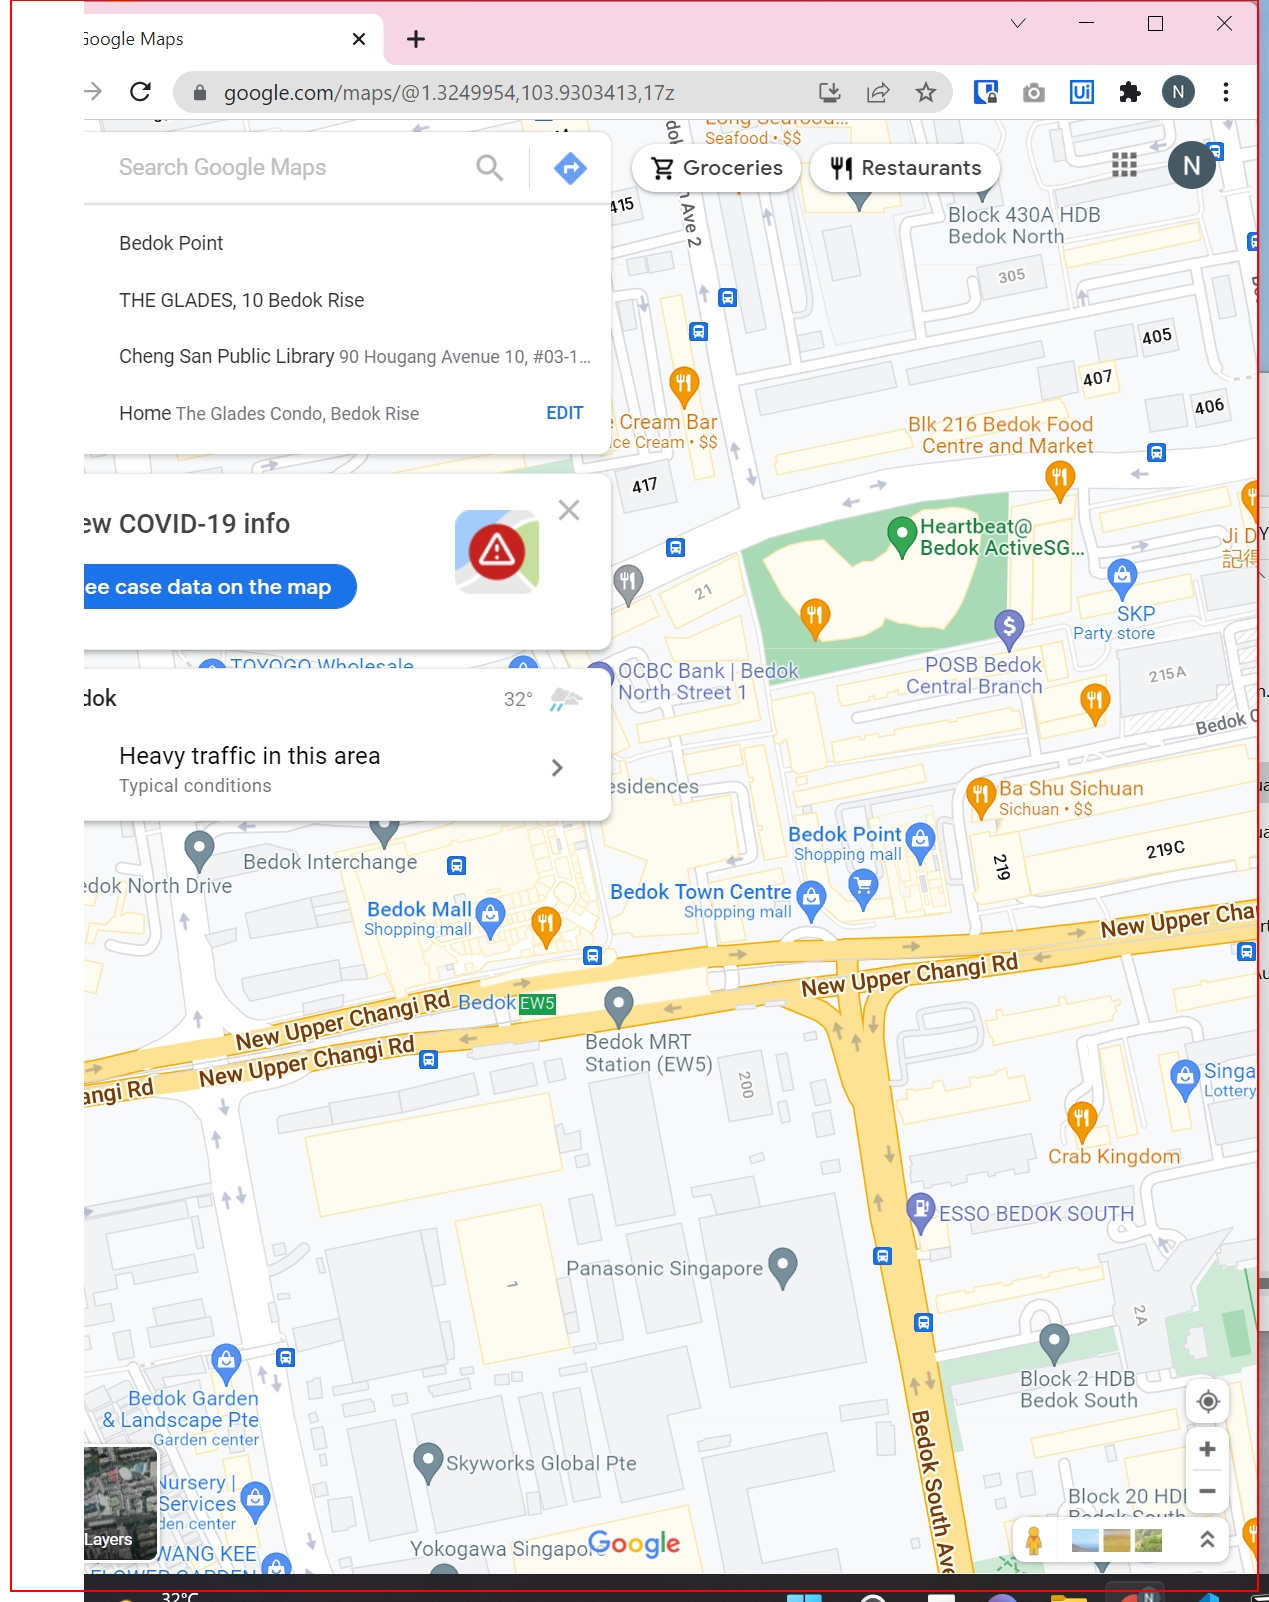 Google Maps
google.com/maps/@1.3249954,103.9303413,17z
N
Search Google Maps
Groceries
Restaurants
N
Seafood • $$
Bedok Point
THE GLADES, 10 Bedok Rise
Cheng San Public Library 90 Hougang Avenue 10, #03-1...
Home The Glades Condo, Bedok Rise
EDIT
ew COVID-19 info
ee case data on the map
dok
32°
Heavy traffic in this area
Typical conditions
415
n Ave 2
Block 430A HDB
Bedok North
305
405
407
406
e Cream Bar
Ice Cream • $$
Blk 216 Bedok Food
Centre and Market
417
Heartbeat@
Bedok ActiveSG...
Ji D
記得
21
SKP
Party store
TOYOGO Wholesale
OCBC Bank | Bedok
North Street 1
POSB Bedok
Central Branch
215A
Bedok C
esidences
Ba Shu Sichuan
Sichuan • $$
Bedok Point
Shopping mall
219
219C
Bedok Interchange
edok North Drive
Bedok Town Centre
Shopping mall
Bedok Mall
Shopping mall
New Upper Chan
New Upper Changi Rd
New Upper Changi Rd
Bedok EW5
New Upper Changi Rd
angi Rd
Bedok MRT
Station (EW5)
200
Singa
Lottery
Crab Kingdom
ESSO BEDOK SOUTH
Panasonic Singapore
1
2A
Block 2 HDB
Bedok South
Bedok Garden
& Landscape Pte
Garden center
Bedok South Ave
Skyworks Global Pte
Nursery |
Services
den center
Block 20 HD
Bedok South
Layers
WANG KEE
FLOWER GARDEN
Yokogawa Singapore
Google
32°C